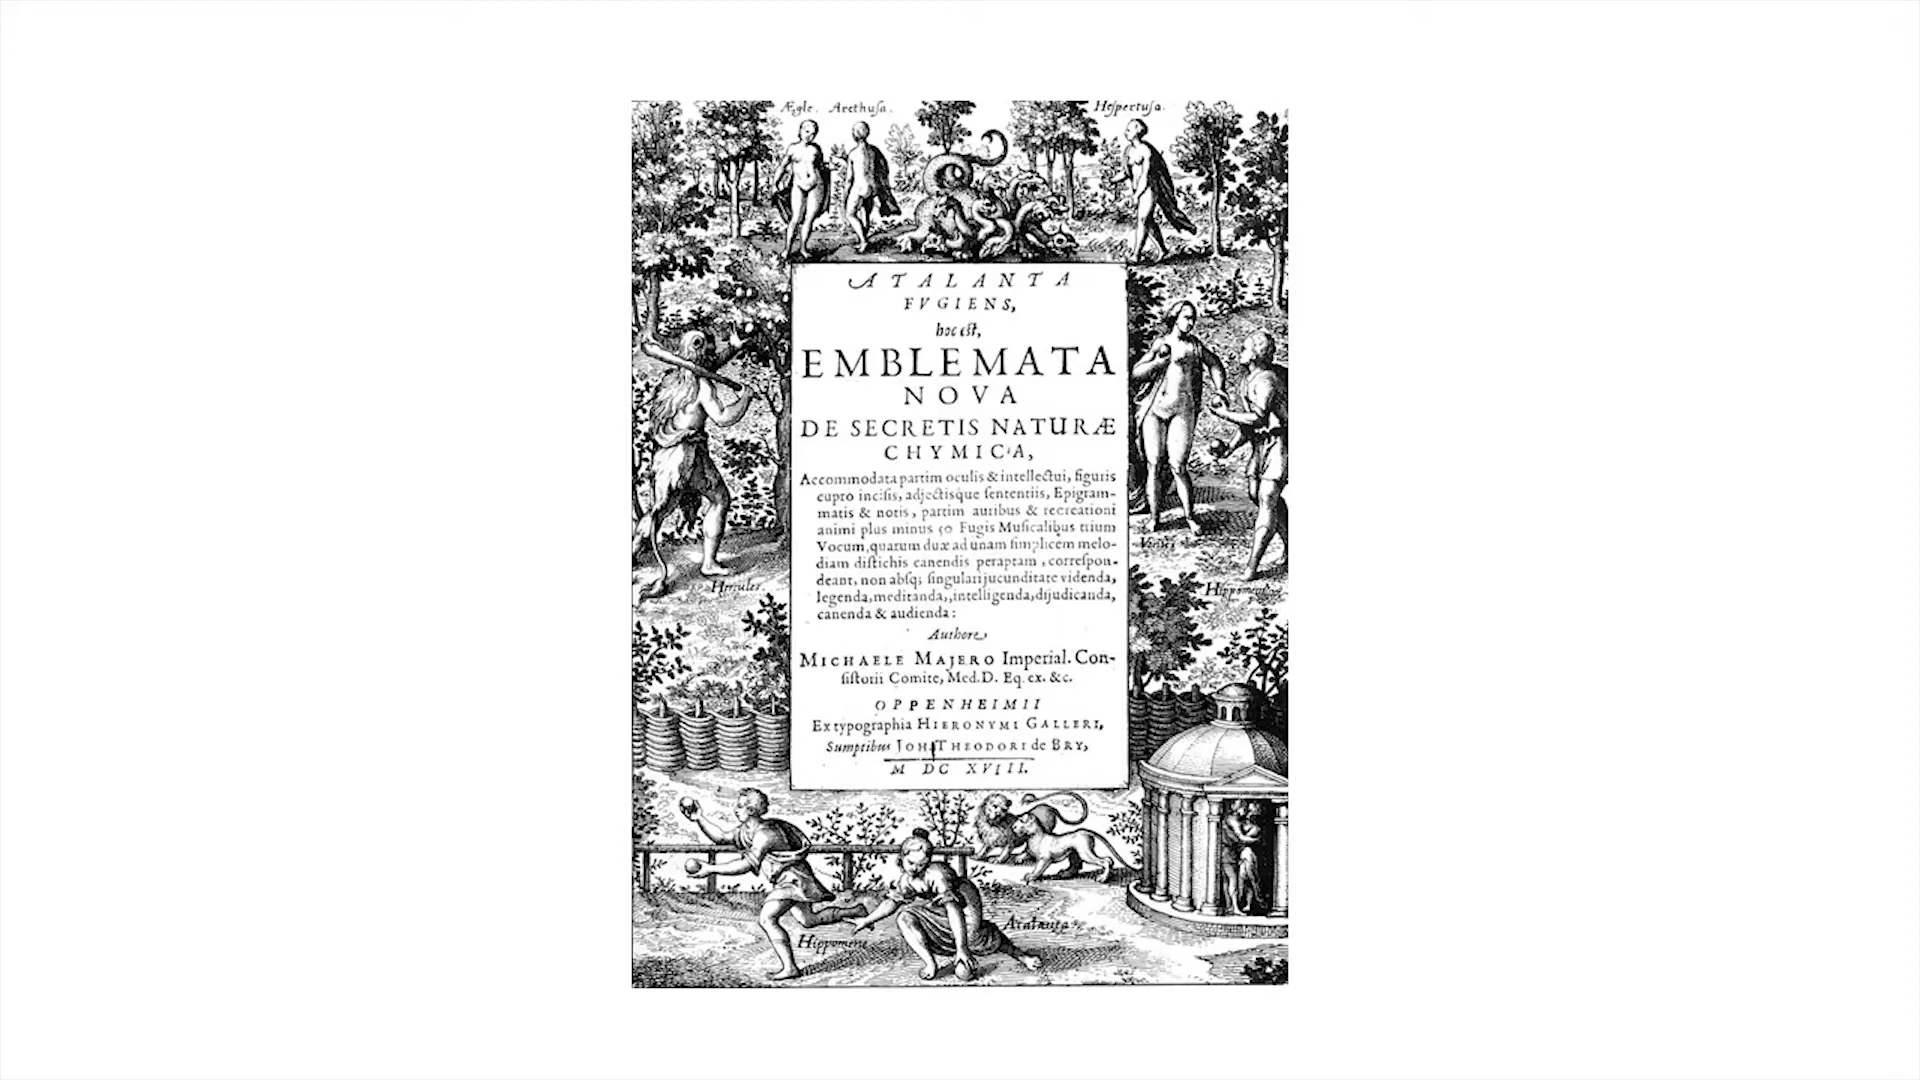 Ægle. Arethuſa.
Heſpertuſa.
ATALANTA
FVGIENS,
hoc eſt,
EMBLEMATA
NOVA
DE SECRETIS NATURÆ
CHYMICA,
Accommodata partim oculis & intellectui, figuris
cupro inciſis, adjectiſque ſententiis, Epigram-
matis & notis, partim auribus & recreationi
animi plus minus 50 Fugis Muſicalibus trium
Vocum, quarum duæ ad unam ſimplicem melo-
diam diſtichis canendis peraptam, correſpon-
deant, non abſq; ſingulari jucunditate videnda,
legenda, meditanda, intelligenda, dijudicanda,
canenda & audienda:
Authore
MICHAELE MAJERO Imperial. Con-
ſiſtorii Comite, Med. D. Eq. ex. &c.
OPPENHEIMII
Ex typographia HIERONYMI GALLERI,
Sumptibus JOH. THEODORI de BRY,
M DC XVIII.
Hercules.
Venus
Hippomenes
Hippomene
Atalanta